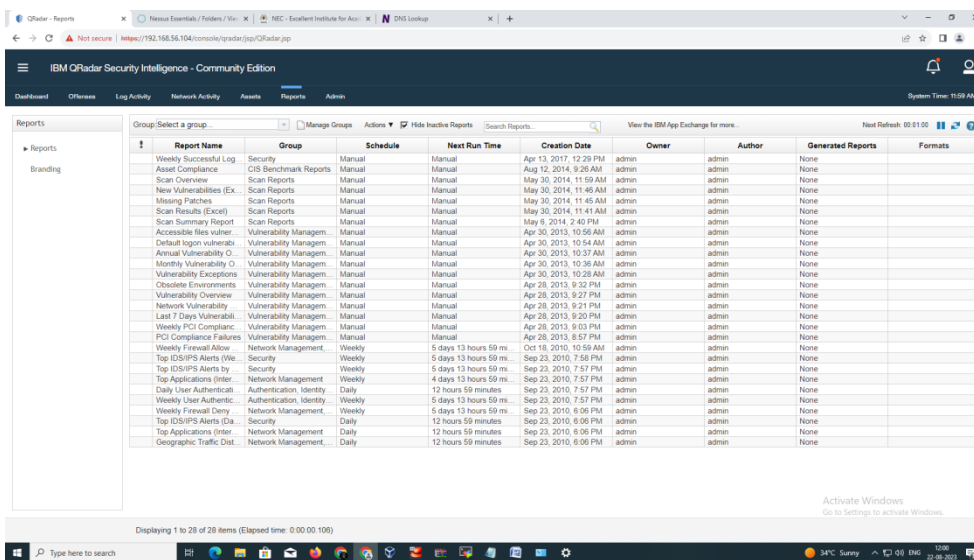 QRadar - Reports
Nessus Essentials / Folders / Vie
NEC - Excellent Institute for Acad
DNS Lookup
Not secure | https://192.168.56.104/console/qradar/jsp/QRadar.jsp
IBM QRadar Security Intelligence - Community Edition
Dashboard Offenses Log Activity Network Activity Assets Reports Admin System Time: 11:59 AM
Reports
Reports
Branding
Group: Select a group... Manage Groups Actions ▼ Hide Inactive Reports Search Reports... View the IBM App Exchange for more... Next Refresh: 00:01:00
! Report Name Group Schedule Next Run Time Creation Date Owner Author Generated Reports Formats
Weekly Successful Log... Security Manual Manual Apr 13, 2017, 12:29 PM admin admin None
Asset Compliance CIS Benchmark Reports Manual Manual Aug 12, 2014, 9:26 AM admin admin None
Scan Overview Scan Reports Manual Manual May 30, 2014, 11:59 AM admin admin None
New Vulnerabilities (Ex... Scan Reports Manual Manual May 30, 2014, 11:46 AM admin admin None
Missing Patches Scan Reports Manual Manual May 30, 2014, 11:45 AM admin admin None
Scan Results (Excel) Scan Reports Manual Manual May 30, 2014, 11:41 AM admin admin None
Scan Summary Report Scan Reports Manual Manual May 6, 2014, 2:40 PM admin admin None
Accessible files vulner... Vulnerability Managem... Manual Manual Apr 30, 2013, 10:56 AM admin admin None
Default logon vulnerabi... Vulnerability Managem... Manual Manual Apr 30, 2013, 10:54 AM admin admin None
Annual Vulnerability O... Vulnerability Managem... Manual Manual Apr 30, 2013, 10:37 AM admin admin None
Monthly Vulnerability O... Vulnerability Managem... Manual Manual Apr 30, 2013, 10:36 AM admin admin None
Vulnerability Exceptions Vulnerability Managem... Manual Manual Apr 30, 2013, 10:28 AM admin admin None
Obsolete Environments Vulnerability Managem... Manual Manual Apr 28, 2013, 9:32 PM admin admin None
Vulnerability Overview Vulnerability Managem... Manual Manual Apr 28, 2013, 9:27 PM admin admin None
Network Vulnerability ... Vulnerability Managem... Manual Manual Apr 28, 2013, 9:21 PM admin admin None
Last 7 Days Vulnerabili... Vulnerability Managem... Manual Manual Apr 28, 2013, 9:20 PM admin admin None
Weekly PCI Complianc... Vulnerability Managem... Manual Manual Apr 28, 2013, 9:03 PM admin admin None
PCI Compliance Failures Vulnerability Managem... Manual Manual Apr 28, 2013, 8:57 PM admin admin None
Weekly Firewall Allow ... Network Management,... Weekly 5 days 13 hours 59 mi... Oct 18, 2010, 10:59 AM admin admin None
Top IDS/IPS Alerts (We... Security Weekly 5 days 13 hours 59 mi... Sep 23, 2010, 7:58 PM admin admin None
Top IDS/IPS Alerts by ... Security Weekly 5 days 13 hours 59 mi... Sep 23, 2010, 7:57 PM admin admin None
Top Applications (Inter... Network Management Weekly 4 days 13 hours 59 mi... Sep 23, 2010, 7:57 PM admin admin None
Daily User Authenticati... Authentication, Identity... Daily 12 hours 59 minutes Sep 23, 2010, 7:57 PM admin admin None
Weekly User Authentic... Authentication, Identity... Weekly 5 days 13 hours 59 mi... Sep 23, 2010, 7:57 PM admin admin None
Weekly Firewall Deny ... Network Management,... Weekly 5 days 13 hours 59 mi... Sep 23, 2010, 6:06 PM admin admin None
Top IDS/IPS Alerts (Da... Security Daily 12 hours 59 minutes Sep 23, 2010, 6:06 PM admin admin None
Top Applications (Inter... Network Management Daily 12 hours 59 minutes Sep 23, 2010, 6:06 PM admin admin None
Geographic Traffic Dist... Network Management,... Daily 12 hours 59 minutes Sep 23, 2010, 6:06 PM admin admin None
Activate Windows
Go to Settings to activate Windows.
Displaying 1 to 28 of 28 items (Elapsed time: 0:00:00.106)
Type here to search
34°C Sunny ENG 12:00
22-08-2023